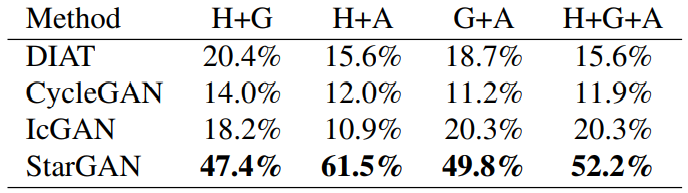 Method H+G H+A G+A H+G+A
DIAT 20.4% 15.6% 18.7% 15.6%
CycleGAN 14.0% 12.0% 11.2% 11.9%
IcGAN 18.2% 10.9% 20.3% 20.3%
StarGAN 47.4% 61.5% 49.8% 52.2%